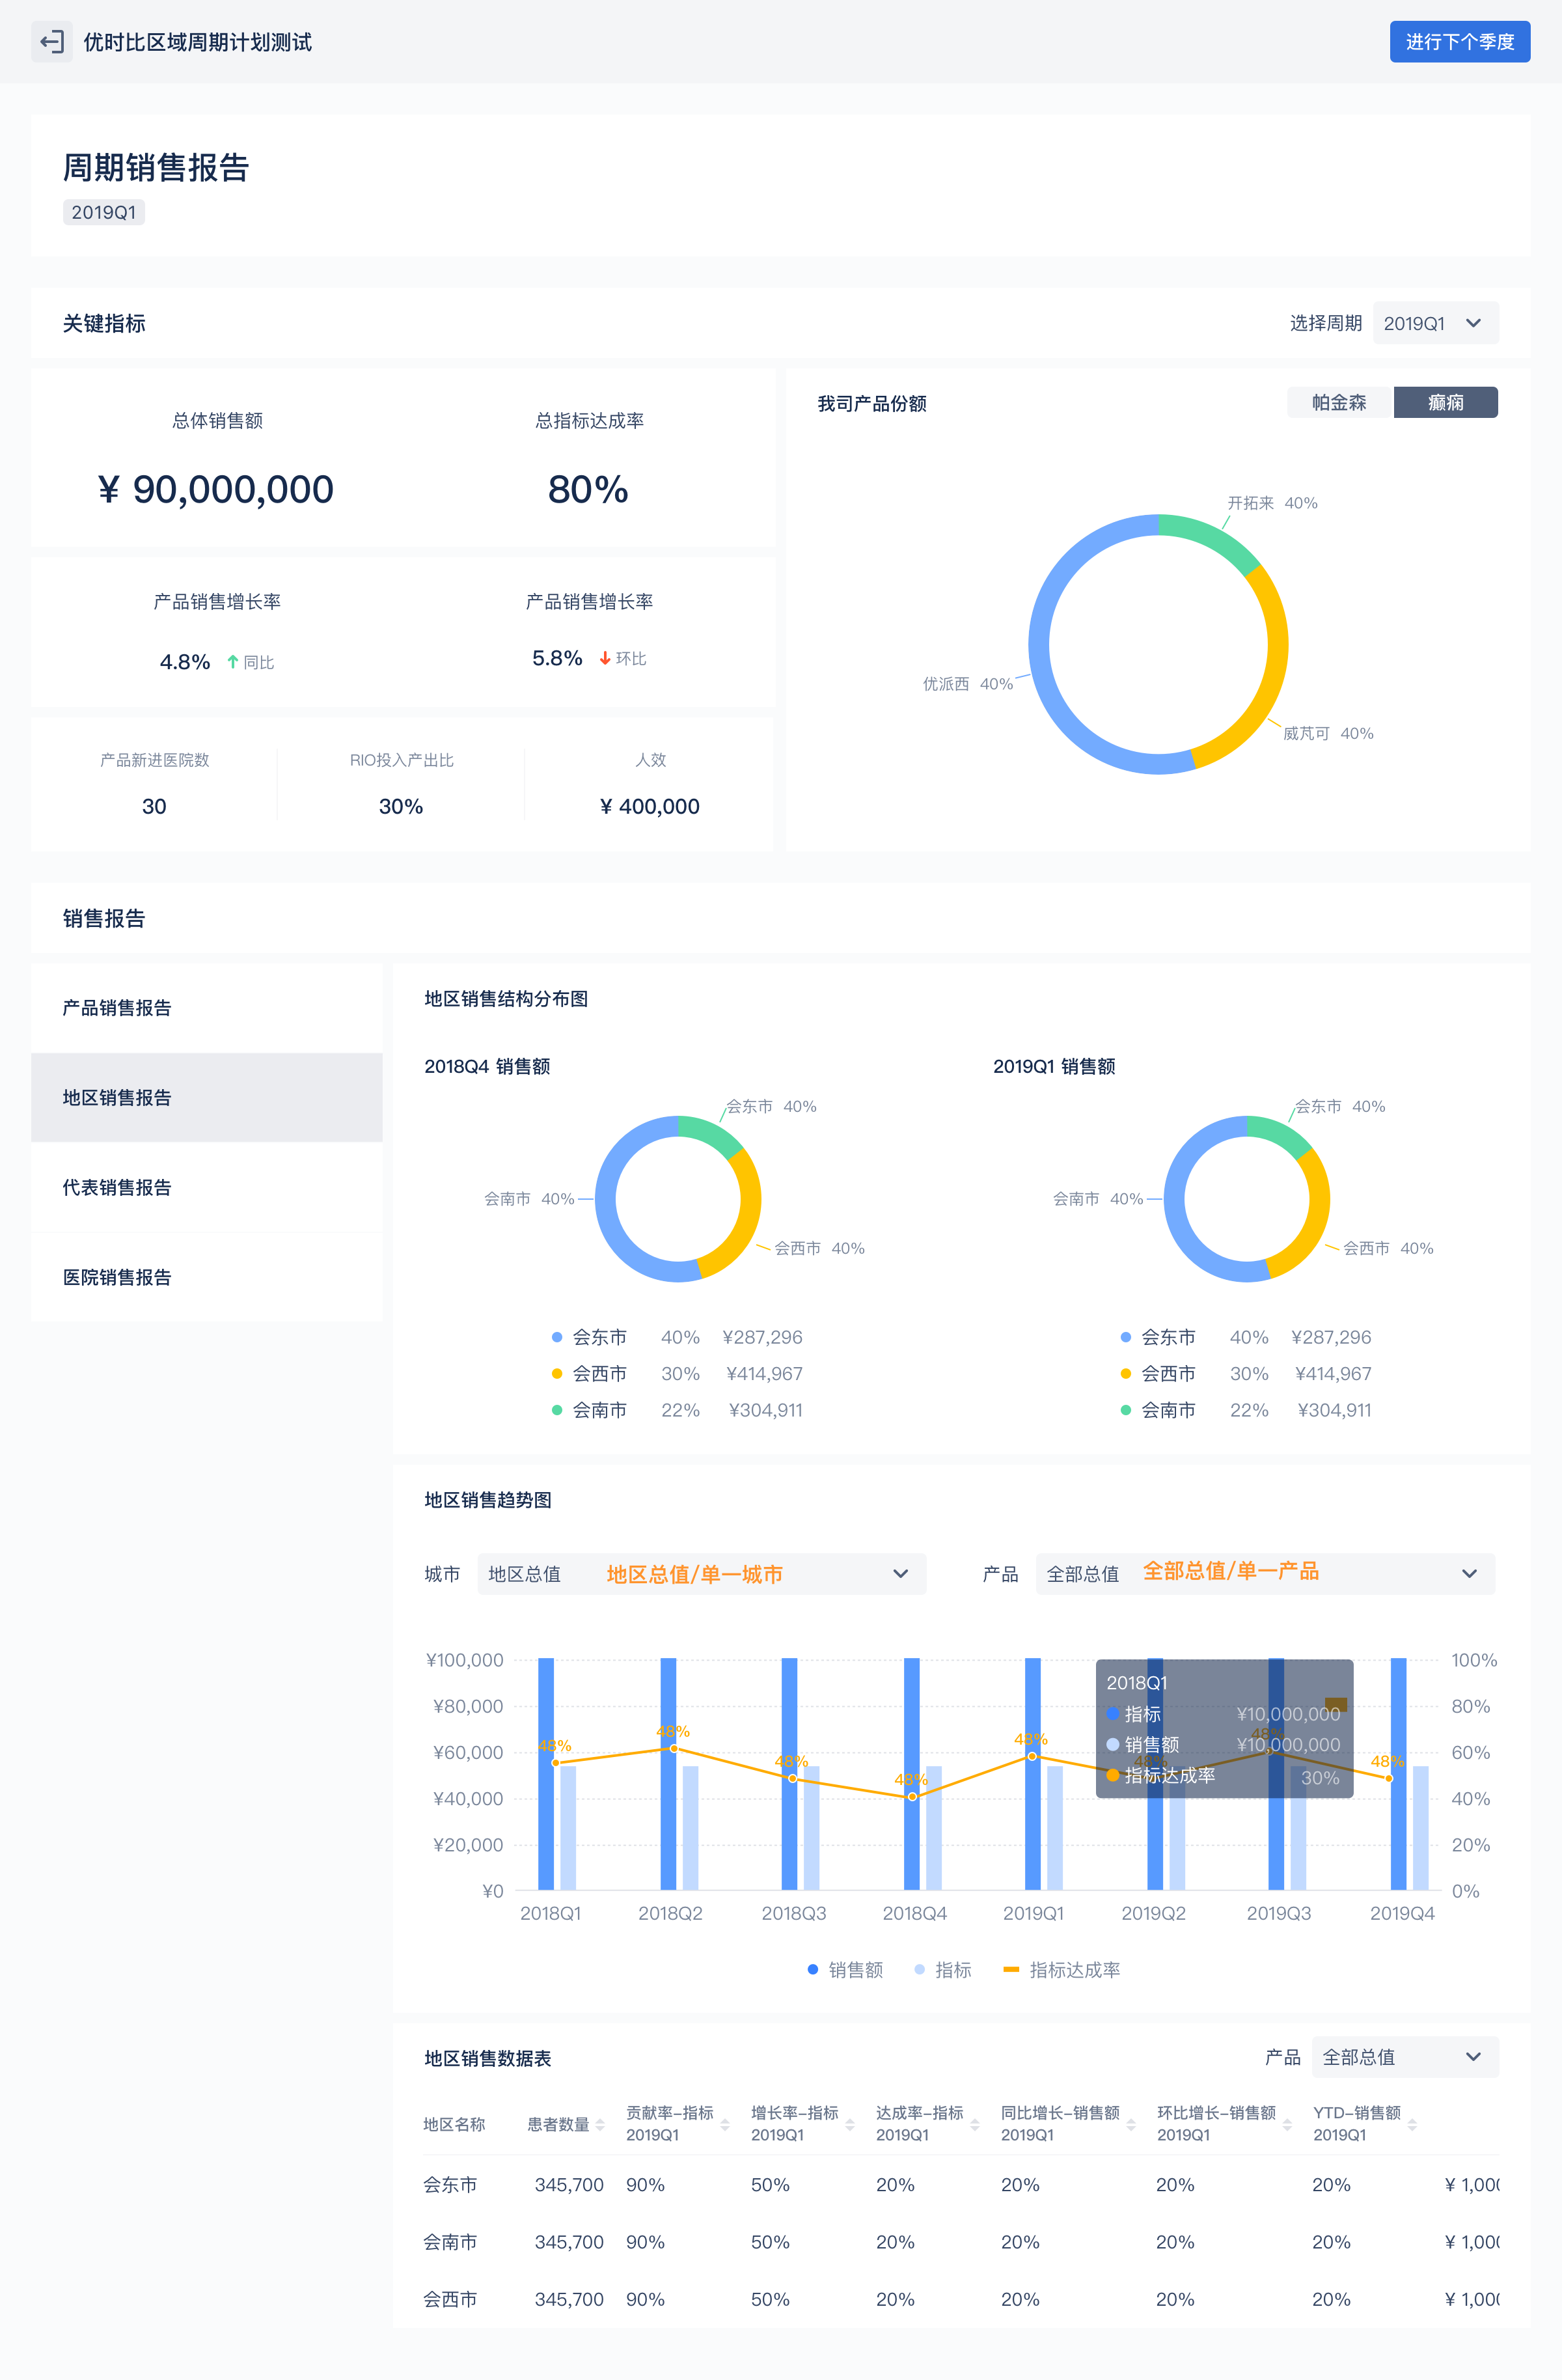 优时比区域周期计划测试
进行下个季度
周期销售报告
2019Q1
关键指标
选择周期 2019Q1
总体销售额 总指标达成率
¥ 90,000,000 80%
产品销售增长率 产品销售增长率
4.8% 同比 5.8% 环比
产品新进医院数 RIO投入产出比 人效
30 30% ¥ 400,000
我司产品份额
帕金森 癫痫
开拓来 40%
优派西 40%
威芃可 40%
销售报告
产品销售报告
地区销售报告
代表销售报告
医院销售报告
地区销售结构分布图
2018Q4 销售额
会东市 40%
会南市 40%
会西市 40%
会东市 40% ¥287,296
会西市 30% ¥414,967
会南市 22% ¥304,911
2019Q1 销售额
会东市 40%
会南市 40%
会西市 40%
会东市 40% ¥287,296
会西市 30% ¥414,967
会南市 22% ¥304,911
地区销售趋势图
城市 地区总值 地区总值/单一城市
产品 全部总值 全部总值/单一产品
¥100,000
¥80,000
¥60,000
¥40,000
¥20,000
¥0
100%
80%
60%
40%
20%
0%
48%
48%
48%
48%
48%
48%
48%
48%
2018Q1
指标 ¥10,000,000
销售额 ¥10,000,000
指标达成率 30%
2018Q1 2018Q2 2018Q3 2018Q4 2019Q1 2019Q2 2019Q3 2019Q4
销售额 指标 指标达成率
地区销售数据表
产品 全部总值
地区名称 患者数量 贡献率-指标 增长率-指标 达成率-指标 同比增长-销售额 环比增长-销售额 YTD-销售额
2019Q1 2019Q1 2019Q1 2019Q1 2019Q1 2019Q1
会东市 345,700 90% 50% 20% 20% 20% 20% ¥ 1,000
会南市 345,700 90% 50% 20% 20% 20% 20% ¥ 1,000
会西市 345,700 90% 50% 20% 20% 20% 20% ¥ 1,000